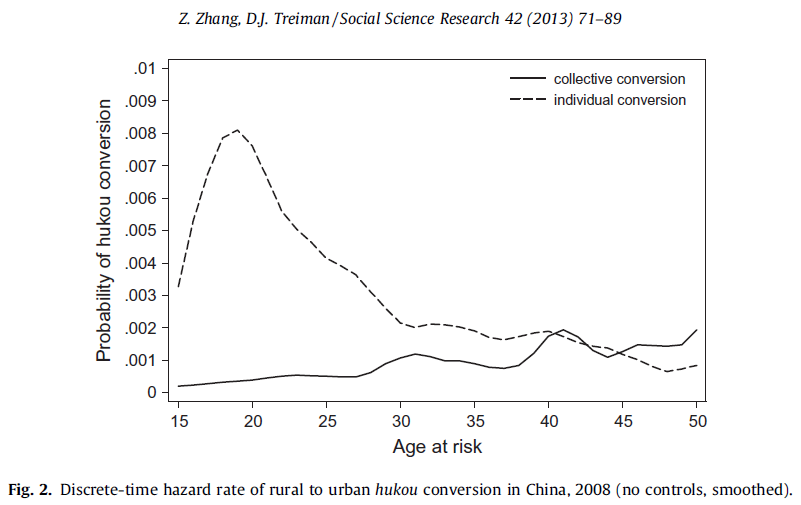 Z. Zhang, D.J. Treiman / Social Science Research 42 (2013) 71–89
collective conversion
individual conversion
Probability of hukou conversion
.01
.009
.008
.007
.006
.005
.004
.003
.002
.001
0
15 20 25 30 35 40 45 50
Age at risk
Fig. 2. Discrete-time hazard rate of rural to urban hukou conversion in China, 2008 (no controls, smoothed).